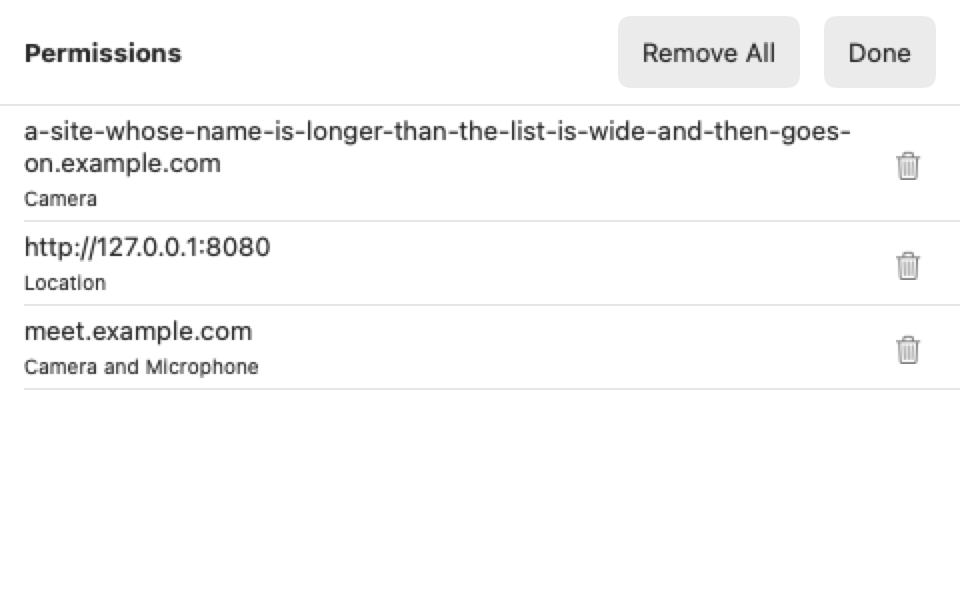 Permissions
Remove All
Done
a-site-whose-name-is-longer-than-the-list-is-wide-and-then-goes-
on.example.com
Camera
http://127.0.0.1:8080
Location
meet.example.com
Camera and Microphone